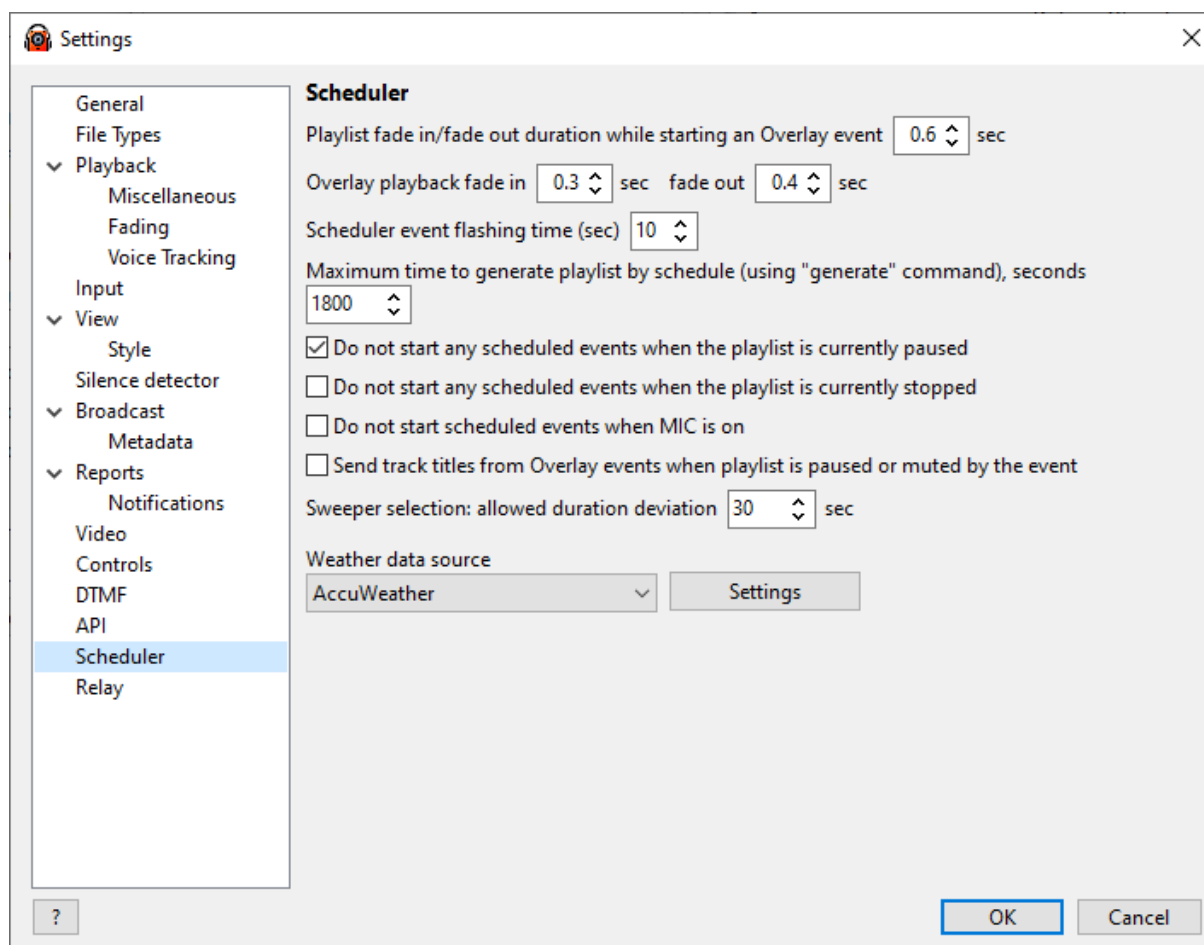 Settings
General
File Types
Playback
Miscellaneous
Fading
Voice Tracking
Input
View
Style
Silence detector
Broadcast
Metadata
Reports
Notifications
Video
Controls
DTMF
API
Scheduler
Relay
Scheduler
Playlist fade in/fade out duration while starting an Overlay event 0.6 sec
Overlay playback fade in 0.3 sec fade out 0.4 sec
Scheduler event flashing time (sec) 10
Maximum time to generate playlist by schedule (using "generate" command), seconds
1800
Do not start any scheduled events when the playlist is currently paused
Do not start any scheduled events when the playlist is currently stopped
Do not start scheduled events when MIC is on
Send track titles from Overlay events when playlist is paused or muted by the event
Sweeper selection: allowed duration deviation 30 sec
Weather data source
AccuWeather Settings
? OK Cancel